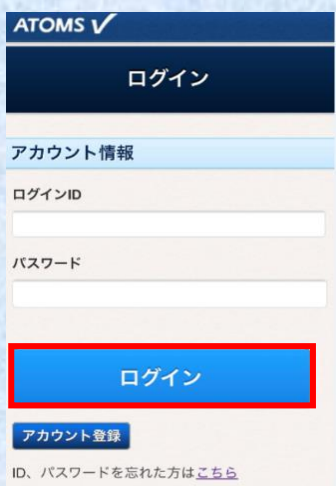 ATOMS
ログイン
アカウント情報
ログインID
パスワード
ログイン
アカウント登録
ID、パスワードを忘れた方はこちら